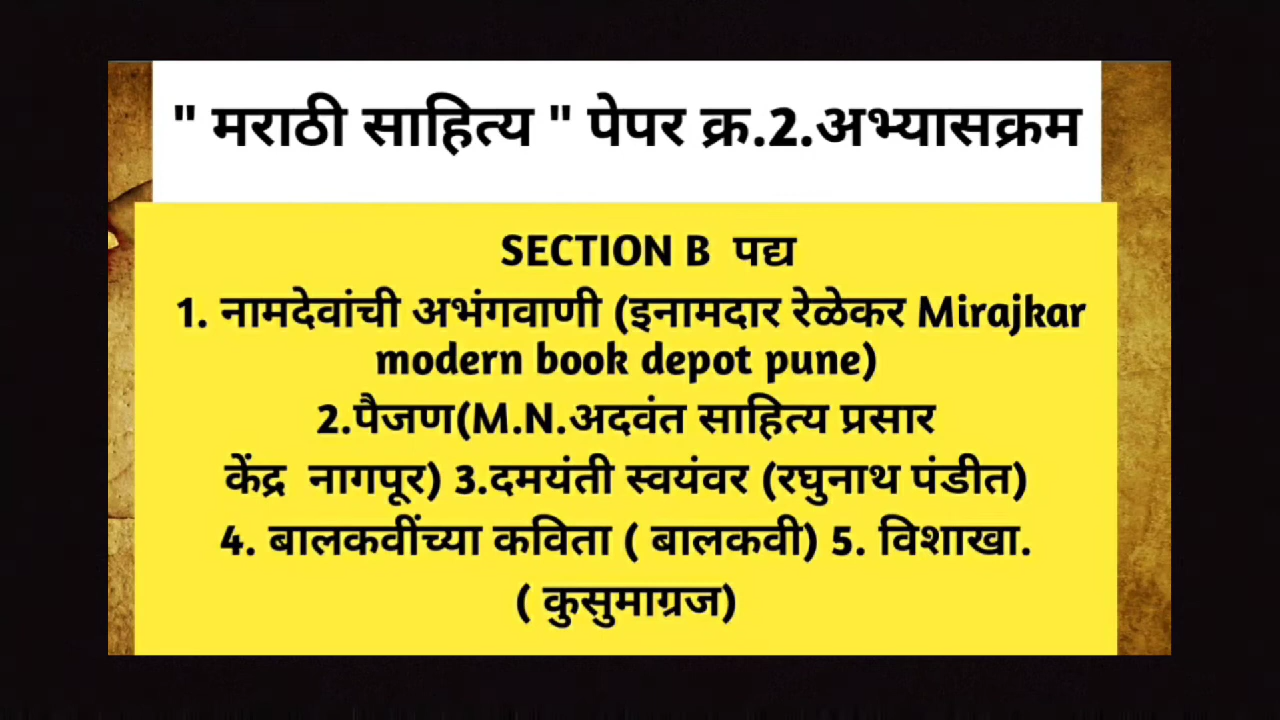 " मराठी साहित्य " पेपर क्र.2.अभ्यासक्रम
SECTION B पद्य
1. नामदेवांची अभंगवाणी (इनामदार रेळेकर Mirajkar
modern book depot pune)
2.पैजण(M.N.अदवंत साहित्य प्रसार
केंद्र नागपूर) 3.दमयंती स्वयंवर (रघुनाथ पंडीत)
4. बालकवींच्या कविता ( बालकवी) 5. विशाखा.
( कुसुमाग्रज)